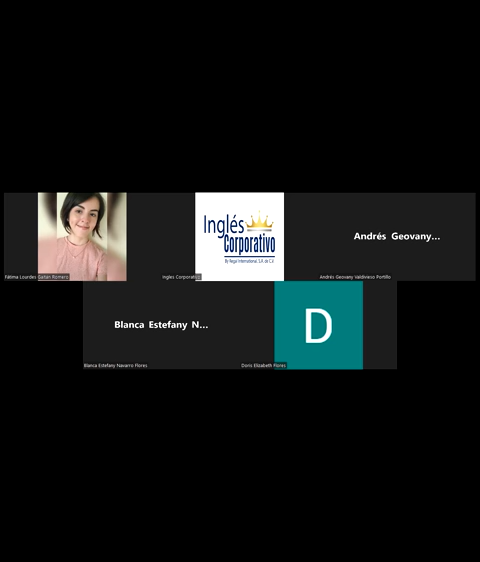 Inglés
Corporativo
By Regal International, S.A. de C.V.
Andrés Geovany...
Fátima Lourdes Gaitán Romero
Inglés Corporativo
Andrés Geovany Valdivieso Portillo
Blanca Estefany N...
D
Blanca Estefany Navarro Flores
Doris Elizabeth Flores